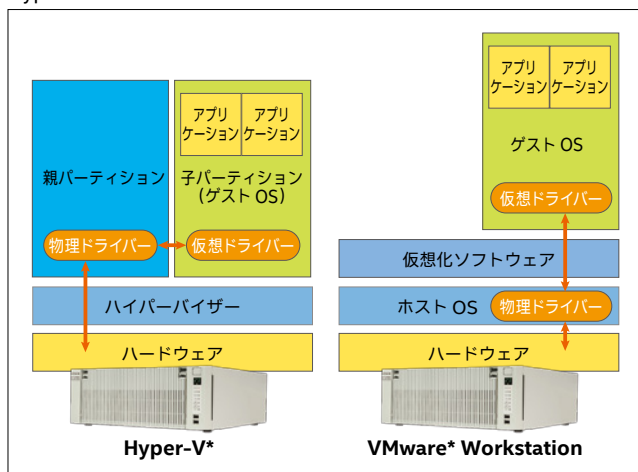 親パーティション
物理ドライバー
アプリ
ケーション
アプリ
ケーション
子パーティション
(ゲスト OS)
仮想ドライバー
ハイパーバイザー
ハードウェア
Hyper-V*
アプリ
ケーション
アプリ
ケーション
ゲスト OS
仮想ドライバー
仮想化ソフトウェア
ホスト OS
物理ドライバー
ハードウェア
VMware* Workstation